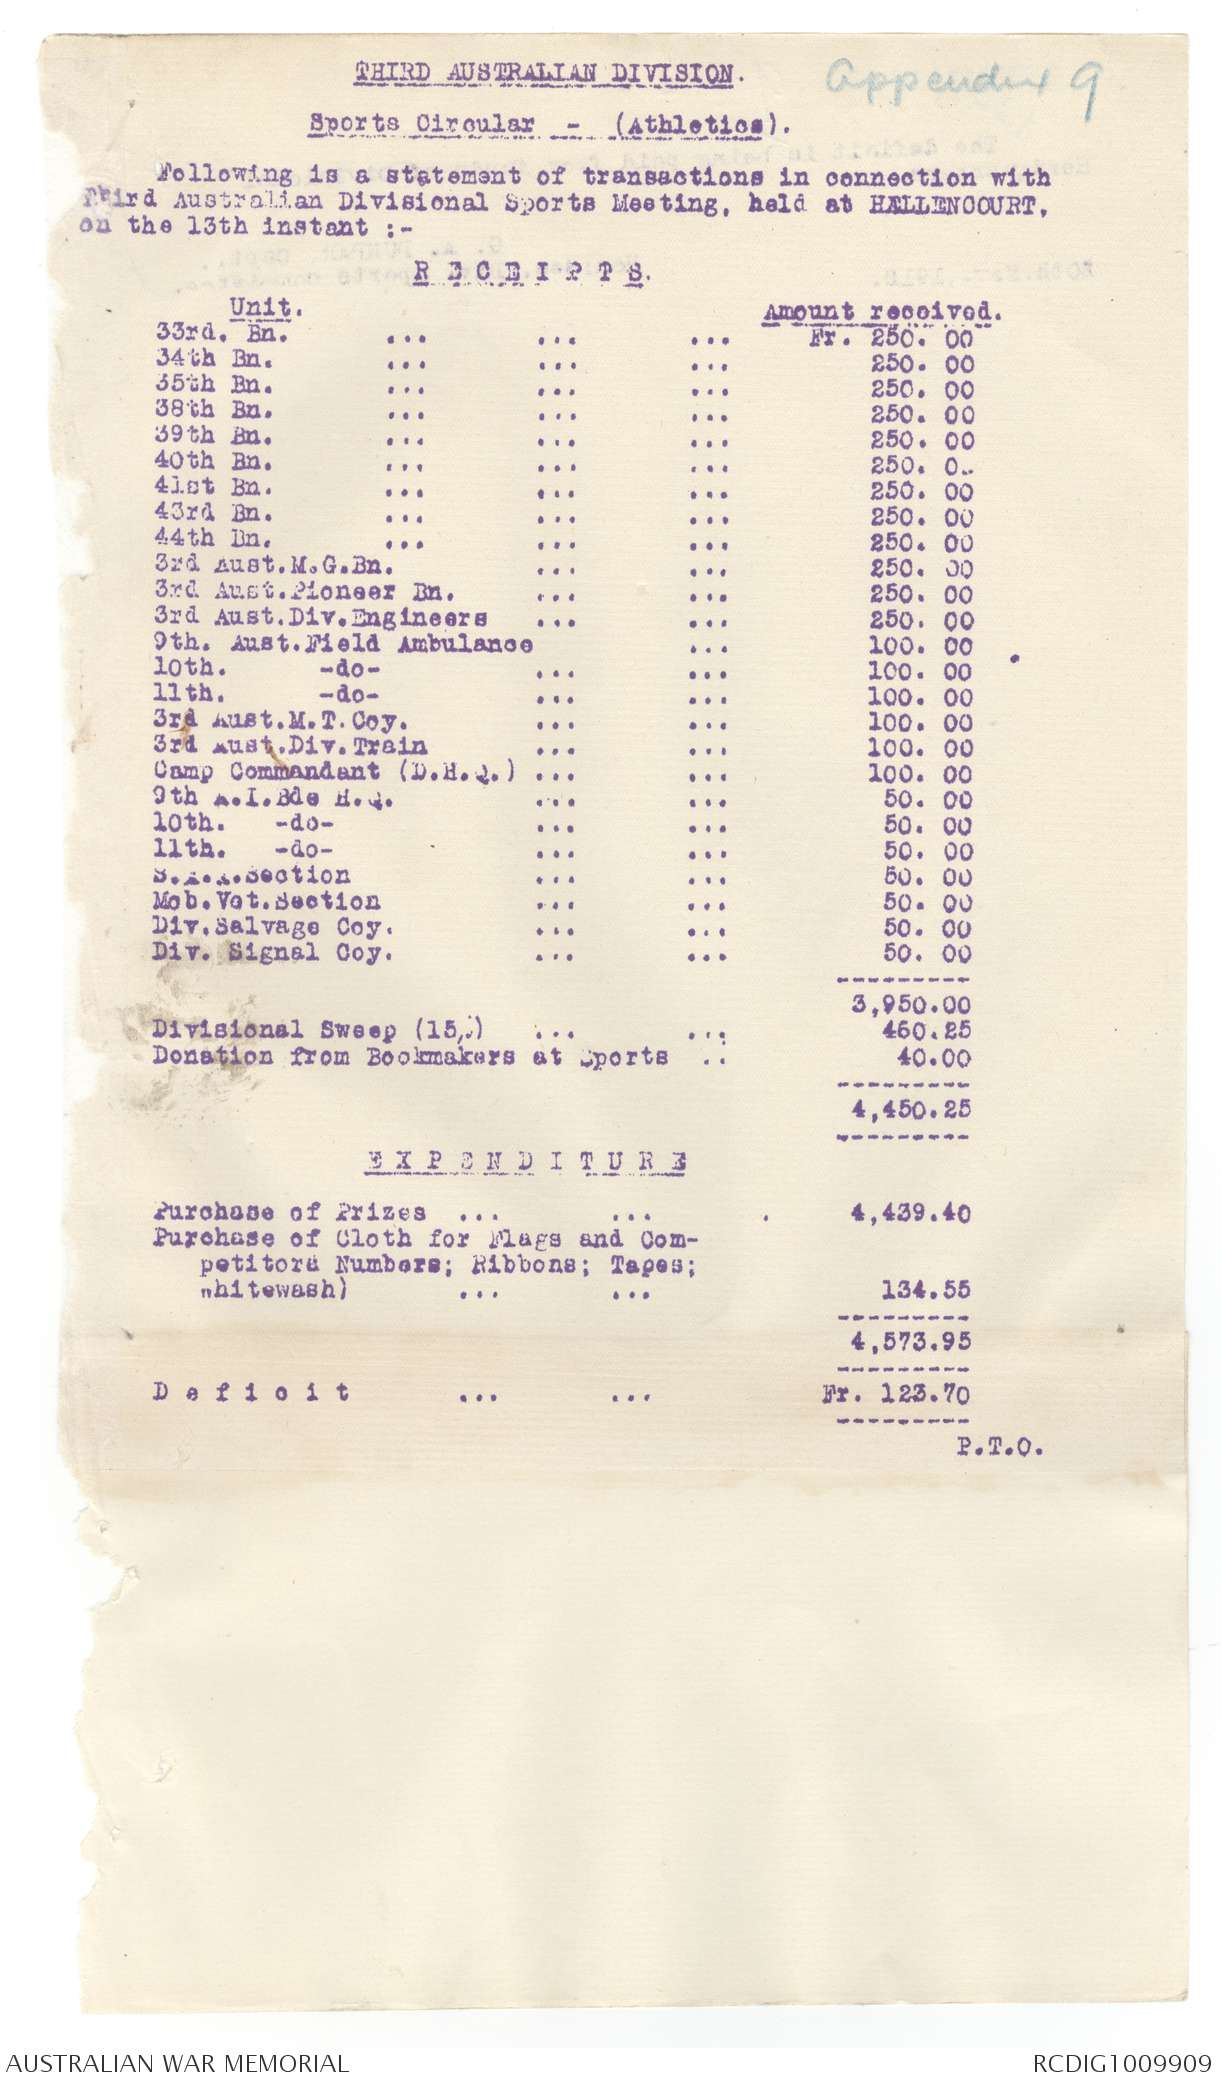 Appendix 9
THIRD AUSTRALIAN DIVISION.
Sports Circular - (Athletics).
Following is a statement of transactions in connection with
Third Australian Divisional Sports Meeting, held at HALLENCOURT,
on the 13th instant :-
R E C E I P T S.
Unit. Amount received.
33rd. Bn. ... ... ... Fr. 250. 00
34th Bn. ... ... ... 250. 00
35th Bn. ... ... ... 250. 00
38th Bn. ... ... ... 250. 00
39th Bn. ... ... ... 250. 00
40th Bn. ... ... ... 250. 0..
41st Bn. ... ... ... 250. 00
43rd Bn. ... ... ... 250. 00
44th Bn. ... ... ... 250. 00
3rd Aust.M.G.Bn. ... ... 250. 00
3rd Aust.Pioneer Bn. ... ... 250. 00
3rd Aust.Div.Engineers ... ... 250. 00
9th. Aust.Field Ambulance ... 100. 00
10th. -do- ... ... 100. 00
11th. -do- ... ... 100. 00
3rd Aust.M.T.Coy. ... ... 100. 00
3rd Aust.Div.Train ... ... 100. 00
Camp Commandant (D.H.Q.) ... ... 100. 00
9th A.I.Bde H.Q. ... ... 50. 00
10th. -do- ... ... 50. 00
11th. -do- ... ... 50. 00
S.A.A.Section ... ... 50. 00
Mob.Vet.Section ... ... 50. 00
Div.Salvage Coy. ... ... 50. 00
Div. Signal Coy. ... ... 50. 00
---------
3,950.00
Divisional Sweep (15%) ... ... 460.25
Donation from Bookmakers at Sports .. 40.00
---------
4,450.25
---------
E X P E N D I T U R E
Purchase of Prizes ... ... . 4,439.40
Purchase of Cloth for Flags and Com-
petitors Numbers; Ribbons; Tapes;
whitewash) ... ... 134.55
---------
4,573.95
---------
D e f i c i t ... ... Fr. 123.70
---------
P.T.O.
AUSTRALIAN WAR MEMORIAL RCDIG1009909